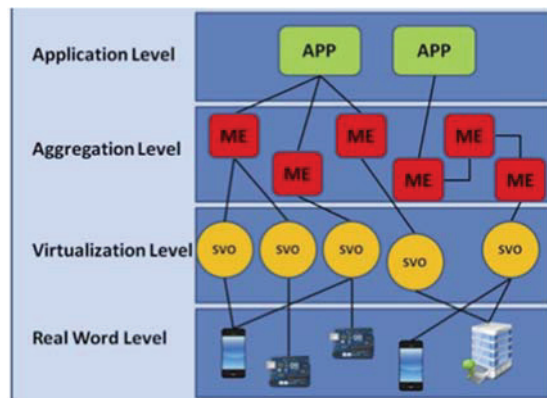 Application Level
APP
APP
Aggregation Level
ME
ME
ME
ME
ME
ME
Virtualization Level
SVO
SVO
SVO
SVO
SVO
Real Word Level